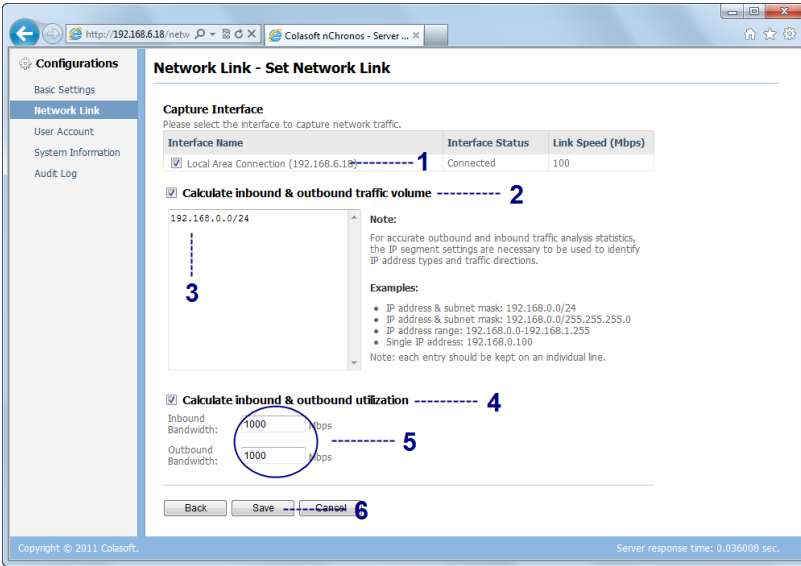 http://192.168.6.18/netw
Colasoft nChronos - Server ...
Configurations
Basic Settings
Network Link
User Account
System Information
Audit Log
Network Link - Set Network Link
Capture Interface
Please select the interface to capture network traffic.
Interface Name Interface Status Link Speed (Mbps)
Local Area Connection (192.168.6.18) 1 Connected 100
Calculate inbound & outbound traffic volume 2
192.168.0.0/24
3
Note:
For accurate outbound and inbound traffic analysis statistics,
the IP segment settings are necessary to be used to identify
IP address types and traffic directions.
Examples:
• IP address & subnet mask: 192.168.0.0/24
• IP address & subnet mask: 192.168.0.0/255.255.255.0
• IP address range: 192.168.0.0-192.168.1.255
• Single IP address: 192.168.0.100
Note: each entry should be kept on an individual line.
Calculate inbound & outbound utilization 4
Inbound
Bandwidth: 1000 Mbps
5
Outbound
Bandwidth: 1000 Mbps
Back Save Cancel 6
Copyright © 2011 Colasoft. Server response time: 0.036008 sec.